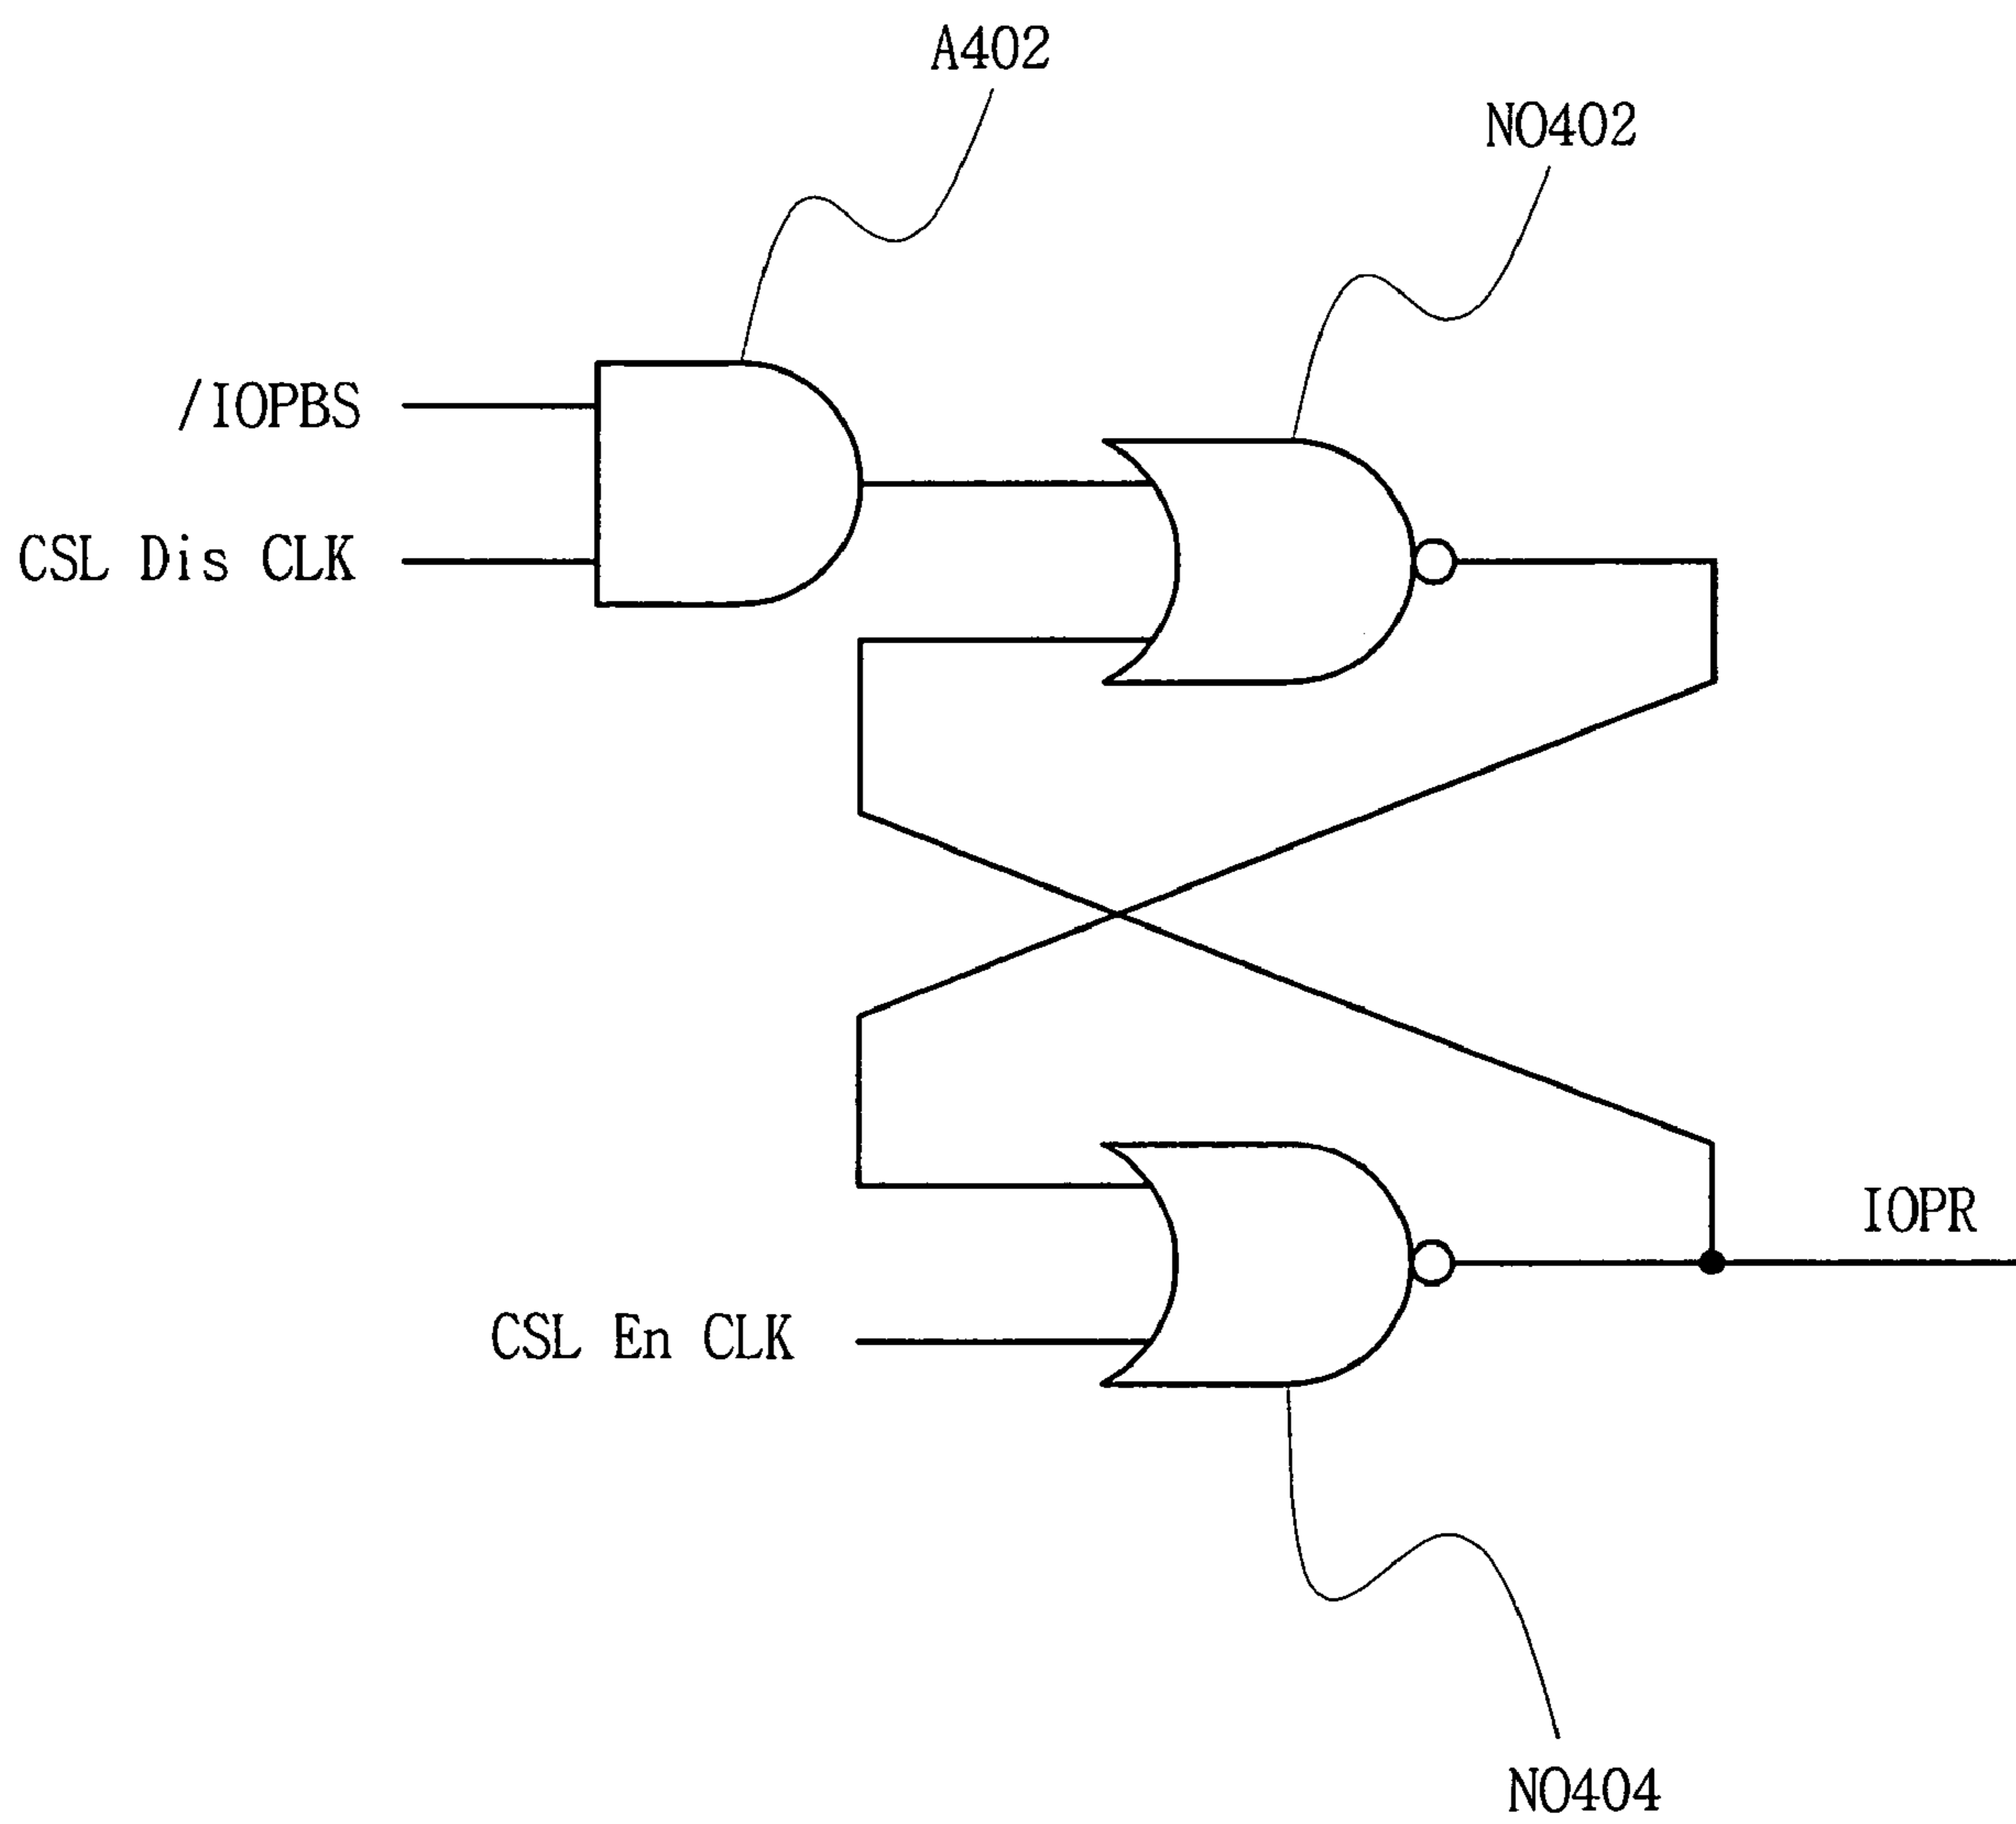 A402
NO402
/IOPBS
CSL Dis CLK
IOPR
CSL En CLK
NO404